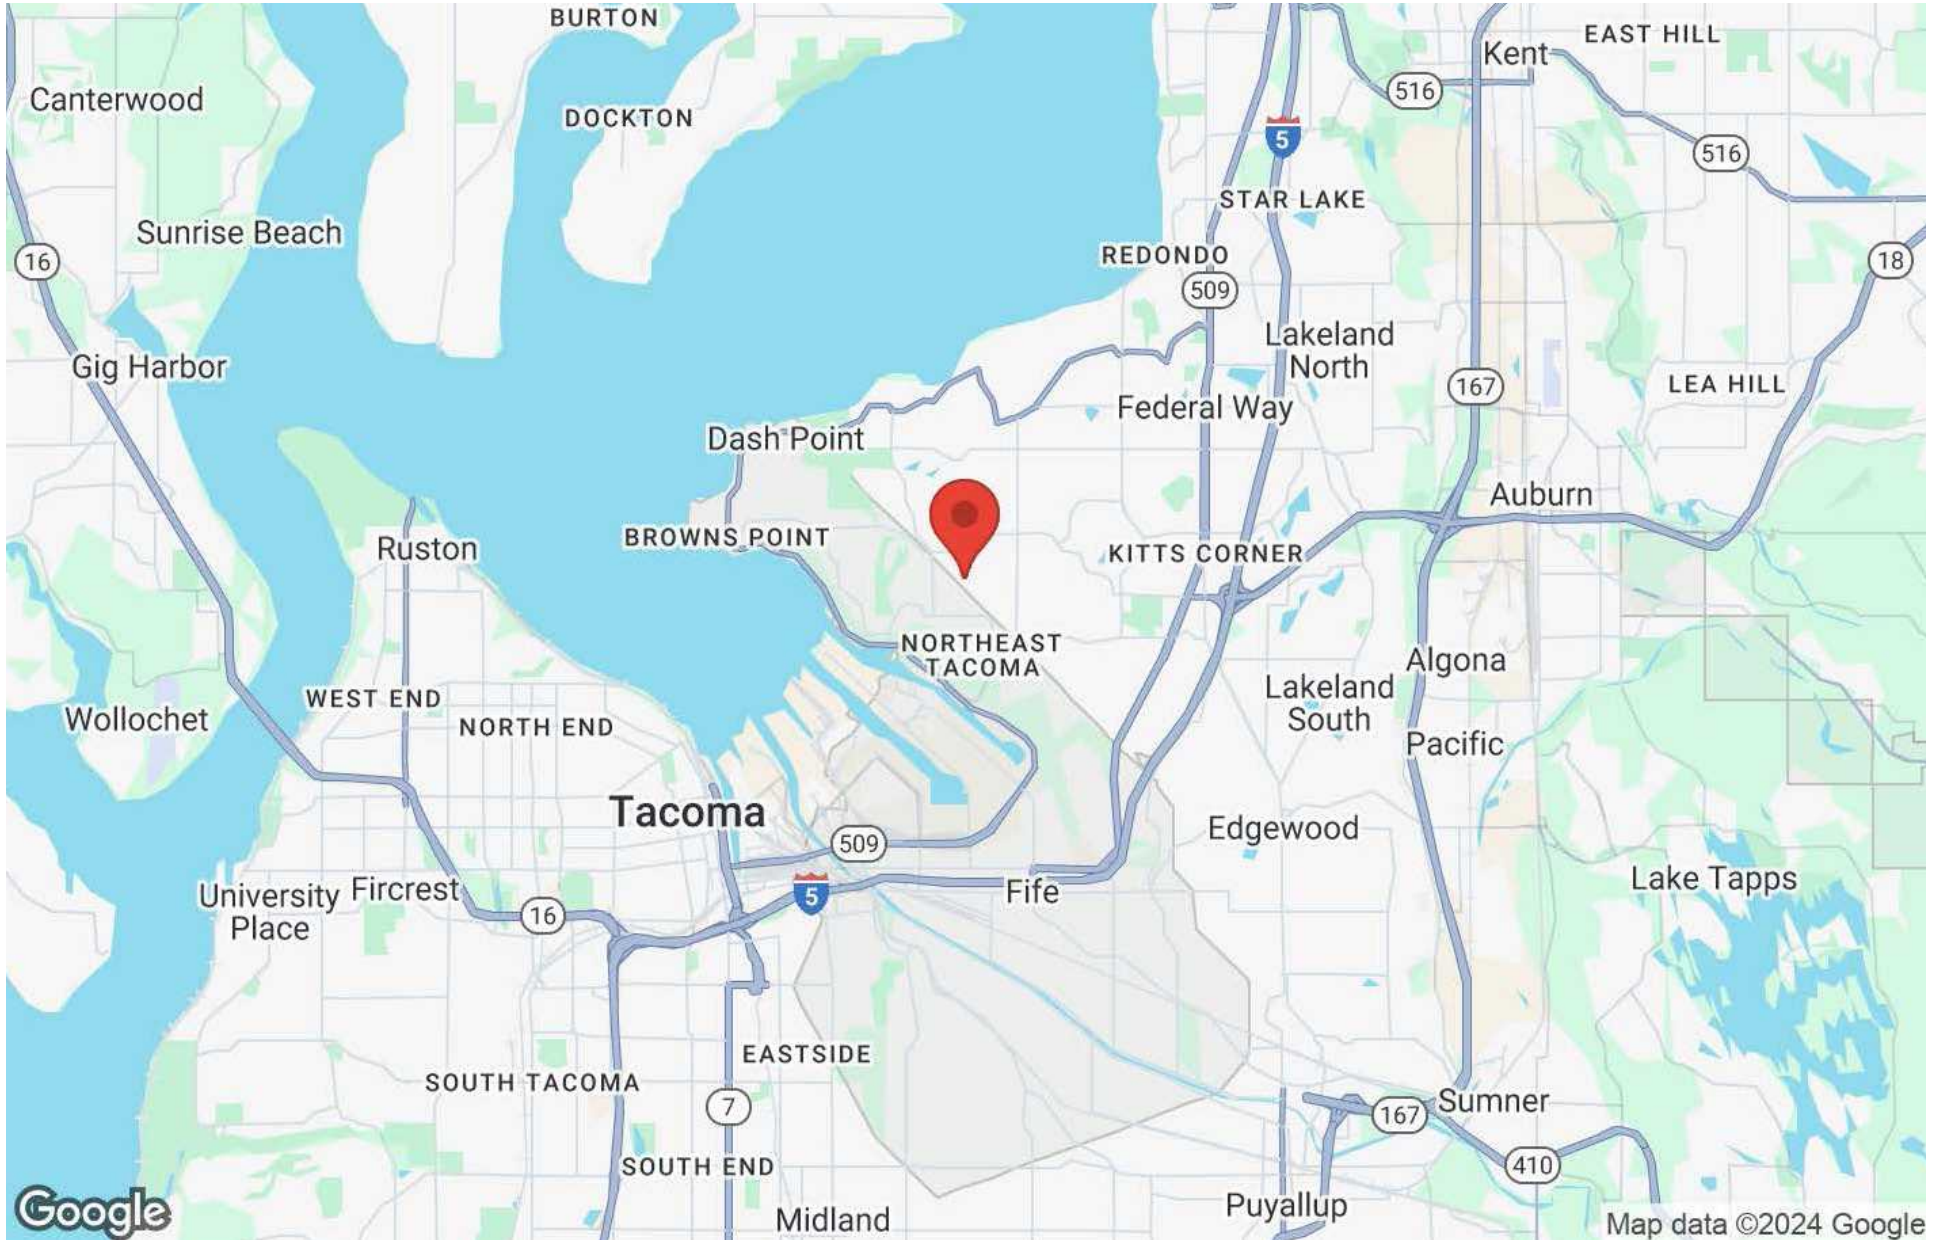 BURTON
EAST HILL
Kent
516
Canterwood
DOCKTON
5
516
STAR LAKE
Sunrise Beach
REDONDO
16
18
509
Lakeland
North
Gig Harbor
167
LEA HILL
Federal Way
Dash Point
Auburn
BROWNS POINT
Ruston
KITTS CORNER
NORTHEAST
TACOMA
Algona
WEST END
Lakeland
South
Wollochet
NORTH END
Pacific
Tacoma
Edgewood
509
Lake Tapps
University
Place
Fircrest
5
Fife
16
EASTSIDE
SOUTH TACOMA
7
167
Sumner
SOUTH END
410
Puyallup
Google
Midland
Map data ©2024 Google